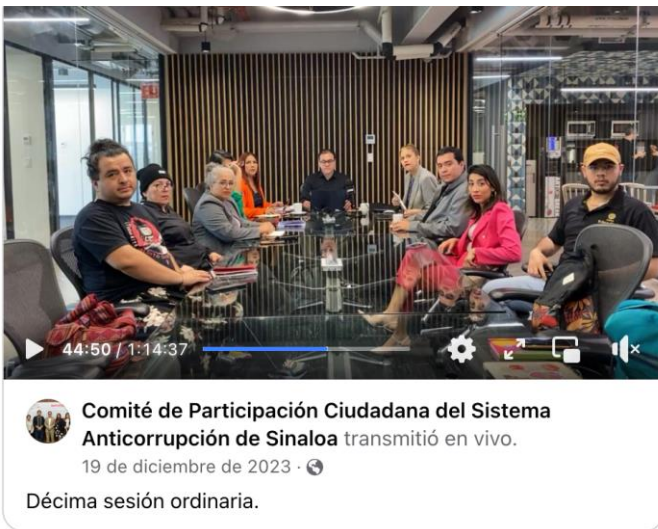 44:50 / 1:14:37
Comité de Participación Ciudadana del Sistema
Anticorrupción de Sinaloa transmitió en vivo.
19 de diciembre de 2023 ·
Décima sesión ordinaria.